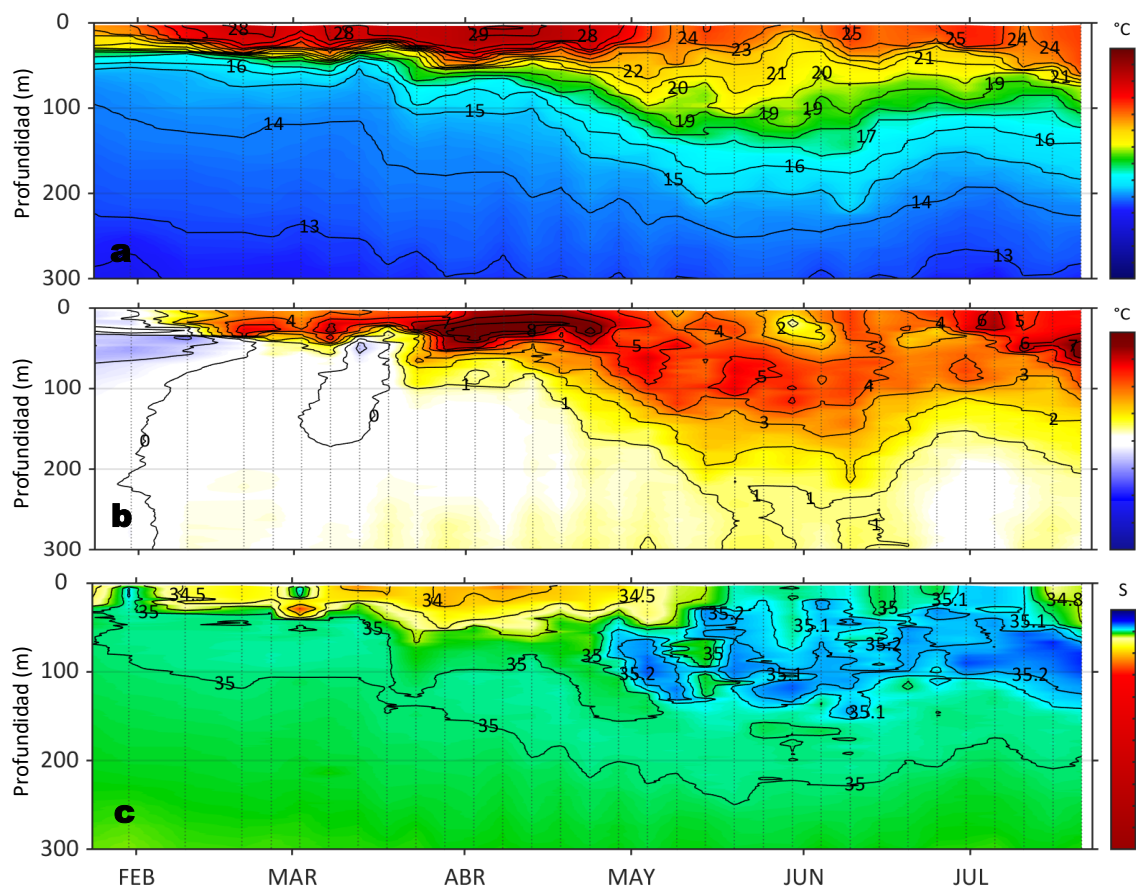 a
0
100
200
300
Profundidad (m)
°C
28 28 29 28 24 23 25 25 24 24
16 22 21 20 21 21
20 19 19 19 19
15 17 16
14 16
15
14
13 13
b
0
100
200
300
Profundidad (m)
°C
4 8 4 2 4 6 5
5 6 7
1 5 4 3
0 1 3 2
0
1 1
1
c
0
100
200
300
Profundidad (m)
S
34.5 34 34.5 35 35.1 34.8
35 35 35.2 35.1 35.1
35 35 35 35.2
35 35.2 35.1 35.2
35 35.1
35
FEB MAR ABR MAY JUN JUL